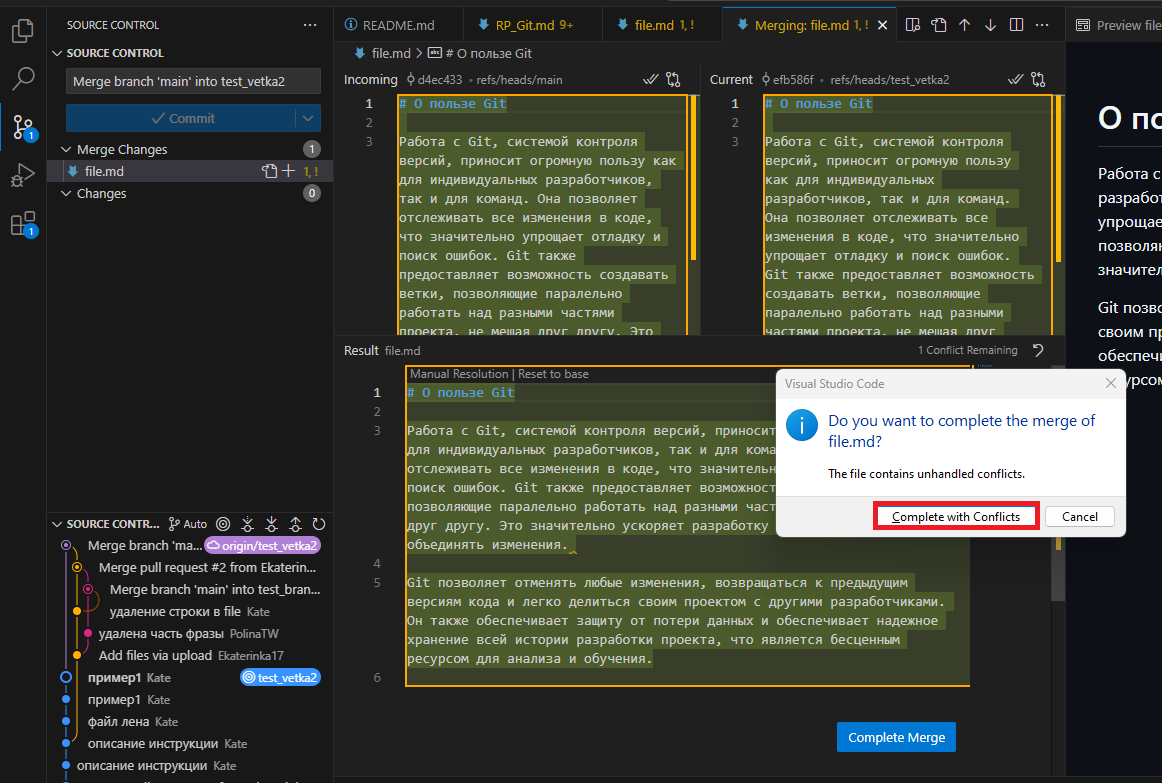 SOURCE CONTROL
SOURCE CONTROL
Merge branch 'main' into test_vetka2
Commit
Merge Changes 1
file.md 1, !
Changes 0
README.md
RP_Git.md 9+
file.md 1, !
Merging: file.md 1, !
Preview file
file.md > # О пользе Git
Incoming d4ec433 • refs/heads/main
1 # О пользе Git
2
3 Работа с Git, системой контроля
версий, приносит огромную пользу как
для индивидуальных разработчиков,
так и для команд. Она позволяет
отслеживать все изменения в коде,
что значительно упрощает отладку и
поиск ошибок. Git также
предоставляет возможность создавать
ветки, позволяющие паралельно
работать над разными частями
проекта, не мешая друг другу. Это
Current efb586f • refs/heads/test_vetka2
1 # О пользе Git
2
3 Работа с Git, системой контроля
версий, приносит огромную пользу
как для индивидуальных
разработчиков, так и для команд.
Она позволяет отслеживать все
изменения в коде, что значительно
упрощает отладку и поиск ошибок.
Git также предоставляет возможность
создавать ветки, позволяющие
паралельно работать над разными
частями проекта, не мешая друг
О по
Работа с
разработ
упрощае
позволяю
значител
Git позво
своим пр
обеспечи
урсом
Result file.md
1 Conflict Remaining
Manual Resolution | Reset to base
1 # О пользе Git
2
3 Работа с Git, системой контроля версий, приносит
для индивидуальных разработчиков, так и для кома
отслеживать все изменения в коде, что значительн
поиск ошибок. Git также предоставляет возможност
позволяющие паралельно работать над разными част
друг другу. Это значительно ускоряет разработку
объединять изменения.
4
5 Git позволяет отменять любые изменения, возвращаться к предыдущим
версиям кода и легко делиться своим проектом с другими разработчиками.
Он также обеспечивает защиту от потери данных и обеспечивает надежное
хранение всей истории разработки проекта, что является бесценным
ресурсом для анализа и обучения.
6
Complete Merge
Visual Studio Code
Do you want to complete the merge of
file.md?
The file contains unhandled conflicts.
Complete with Conflicts
Cancel
1
1
SOURCE CONTR... Auto
Merge branch 'ma... origin/test_vetka2
Merge pull request #2 from Ekaterin...
Merge branch 'main' into test_bran...
удаление строки в file Kate
удалена часть фразы PolinaTW
Add files via upload Ekaterinka17
пример1 Kate test_vetka2
пример1 Kate
файл лена Kate
описание инструкции Kate
описание инструкции Kate